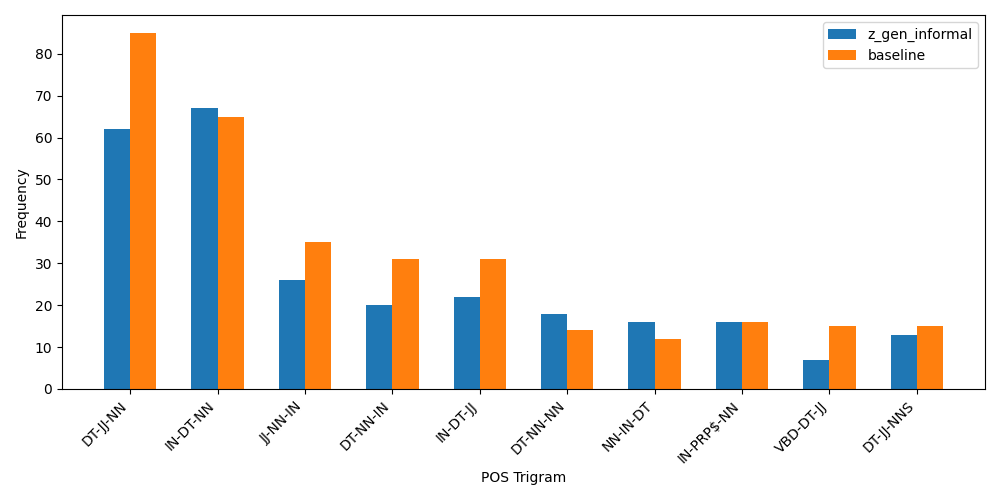 z_gen_informal
baseline
Frequency
80
70
60
50
40
30
20
10
0
DT-JJ-NN
IN-DT-NN
JJ-NN-IN
DT-NN-IN
IN-DT-JJ
DT-NN-NN
NN-IN-DT
IN-PRP$-NN
VBD-DT-JJ
DT-JJ-NNS
POS Trigram